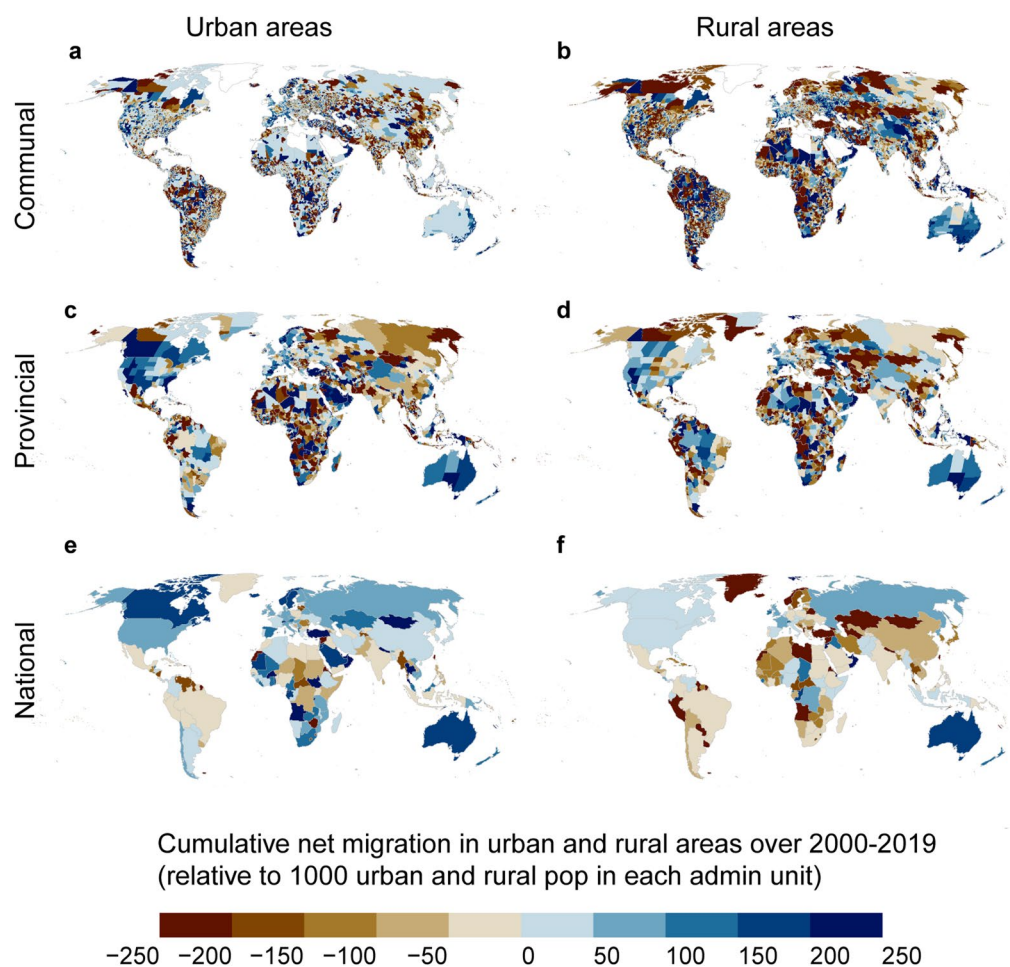 Urban areas
Rural areas
a
b
Communal
c
d
Provincial
e
f
National
Cumulative net migration in urban and rural areas over 2000-2019
(relative to 1000 urban and rural pop in each admin unit)
−250 −200 −150 −100 −50 0 50 100 150 200 250